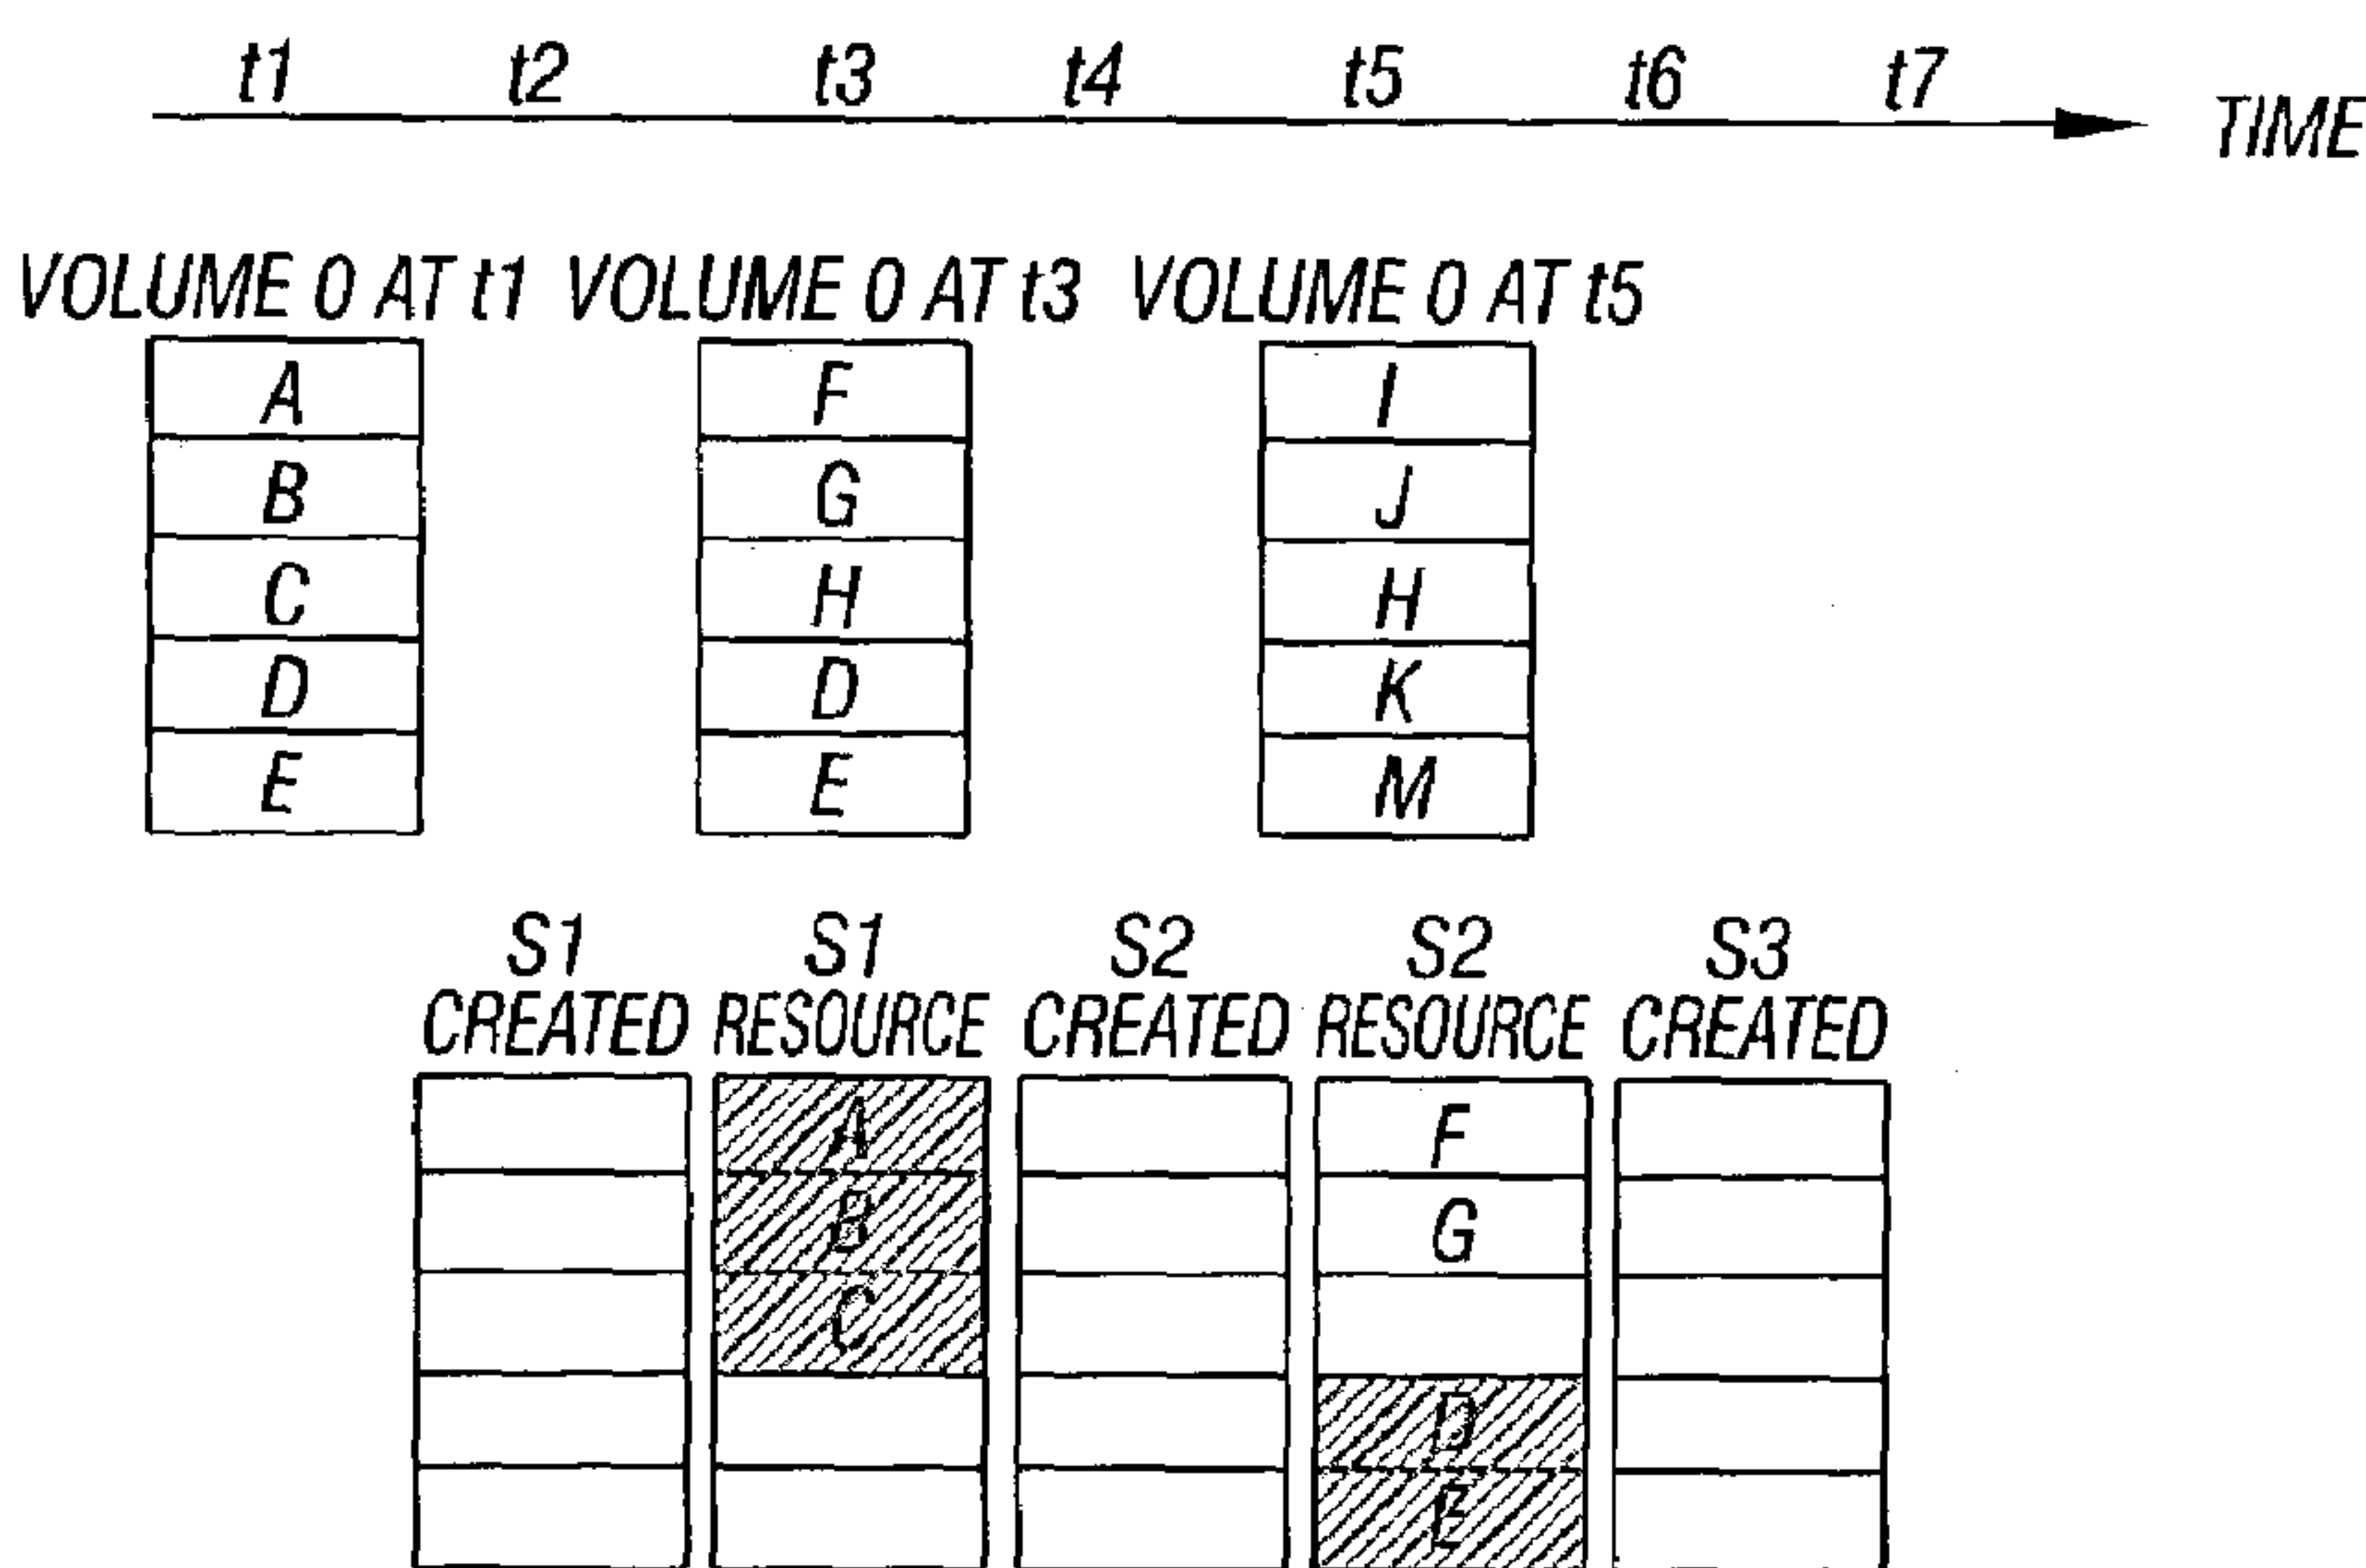 t1 t2 t3 t4 t5 t6 t7
TIME
VOLUME 0 AT t1 VOLUME 0 AT t3 VOLUME 0 AT t5
A F I
B G J
C H H
D D K
E E M
S1 S1 S2 S2 S3
CREATED RESOURCE CREATED RESOURCE CREATED
A F
B G
C
D
E